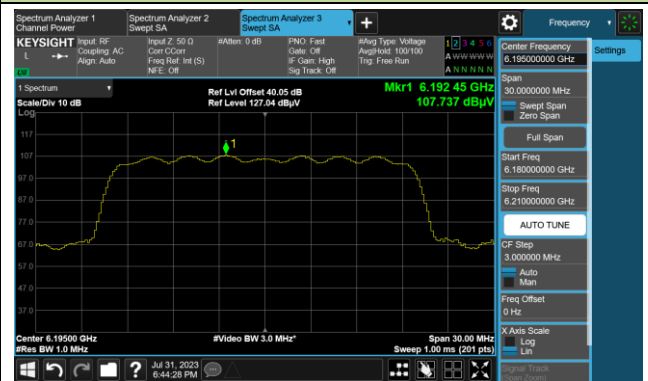 Spectrum Analyzer 1
Channel Power
Spectrum Analyzer 2
Swept SA
Spectrum Analyzer 3
Swept SA
Frequency
KEYSIGHT
Input: RF
Coupling: AC
Align: Auto
Input Z: 50 Ω
Corr CCorr
Freq Ref: Int (S)
NFE: Off
#Atten: 0 dB
PNO: Fast
Gate: Off
IF Gain: High
Sig Track: Off
#Avg Type: Voltage
Avg|Hold: 100/100
Trig: Free Run
1 2 3 4 5 6
A W W W W W
A N N N N N
L
1 Spectrum
Scale/Div 10 dB
Log
Ref Lvl Offset 40.05 dB
Ref Level 127.04 dBµV
Mkr1 6.192 45 GHz
107.737 dBµV
1
117
107
97.0
87.0
77.0
67.0
57.0
47.0
37.0
Center 6.19500 GHz
#Res BW 1.0 MHz
#Video BW 3.0 MHz*
Span 30.00 MHz
Sweep 1.00 ms (201 pts)
Jul 31, 2023
6:44:28 PM
Center Frequency
6.195000000 GHz
Settings
Span
30.0000000 MHz
Swept Span
Zero Span
Full Span
Start Freq
6.180000000 GHz
Stop Freq
6.210000000 GHz
AUTO TUNE
CF Step
3.000000 MHz
Auto
Man
Freq Offset
0 Hz
X Axis Scale
Log
Lin
Signal Track
(Span Zoom)